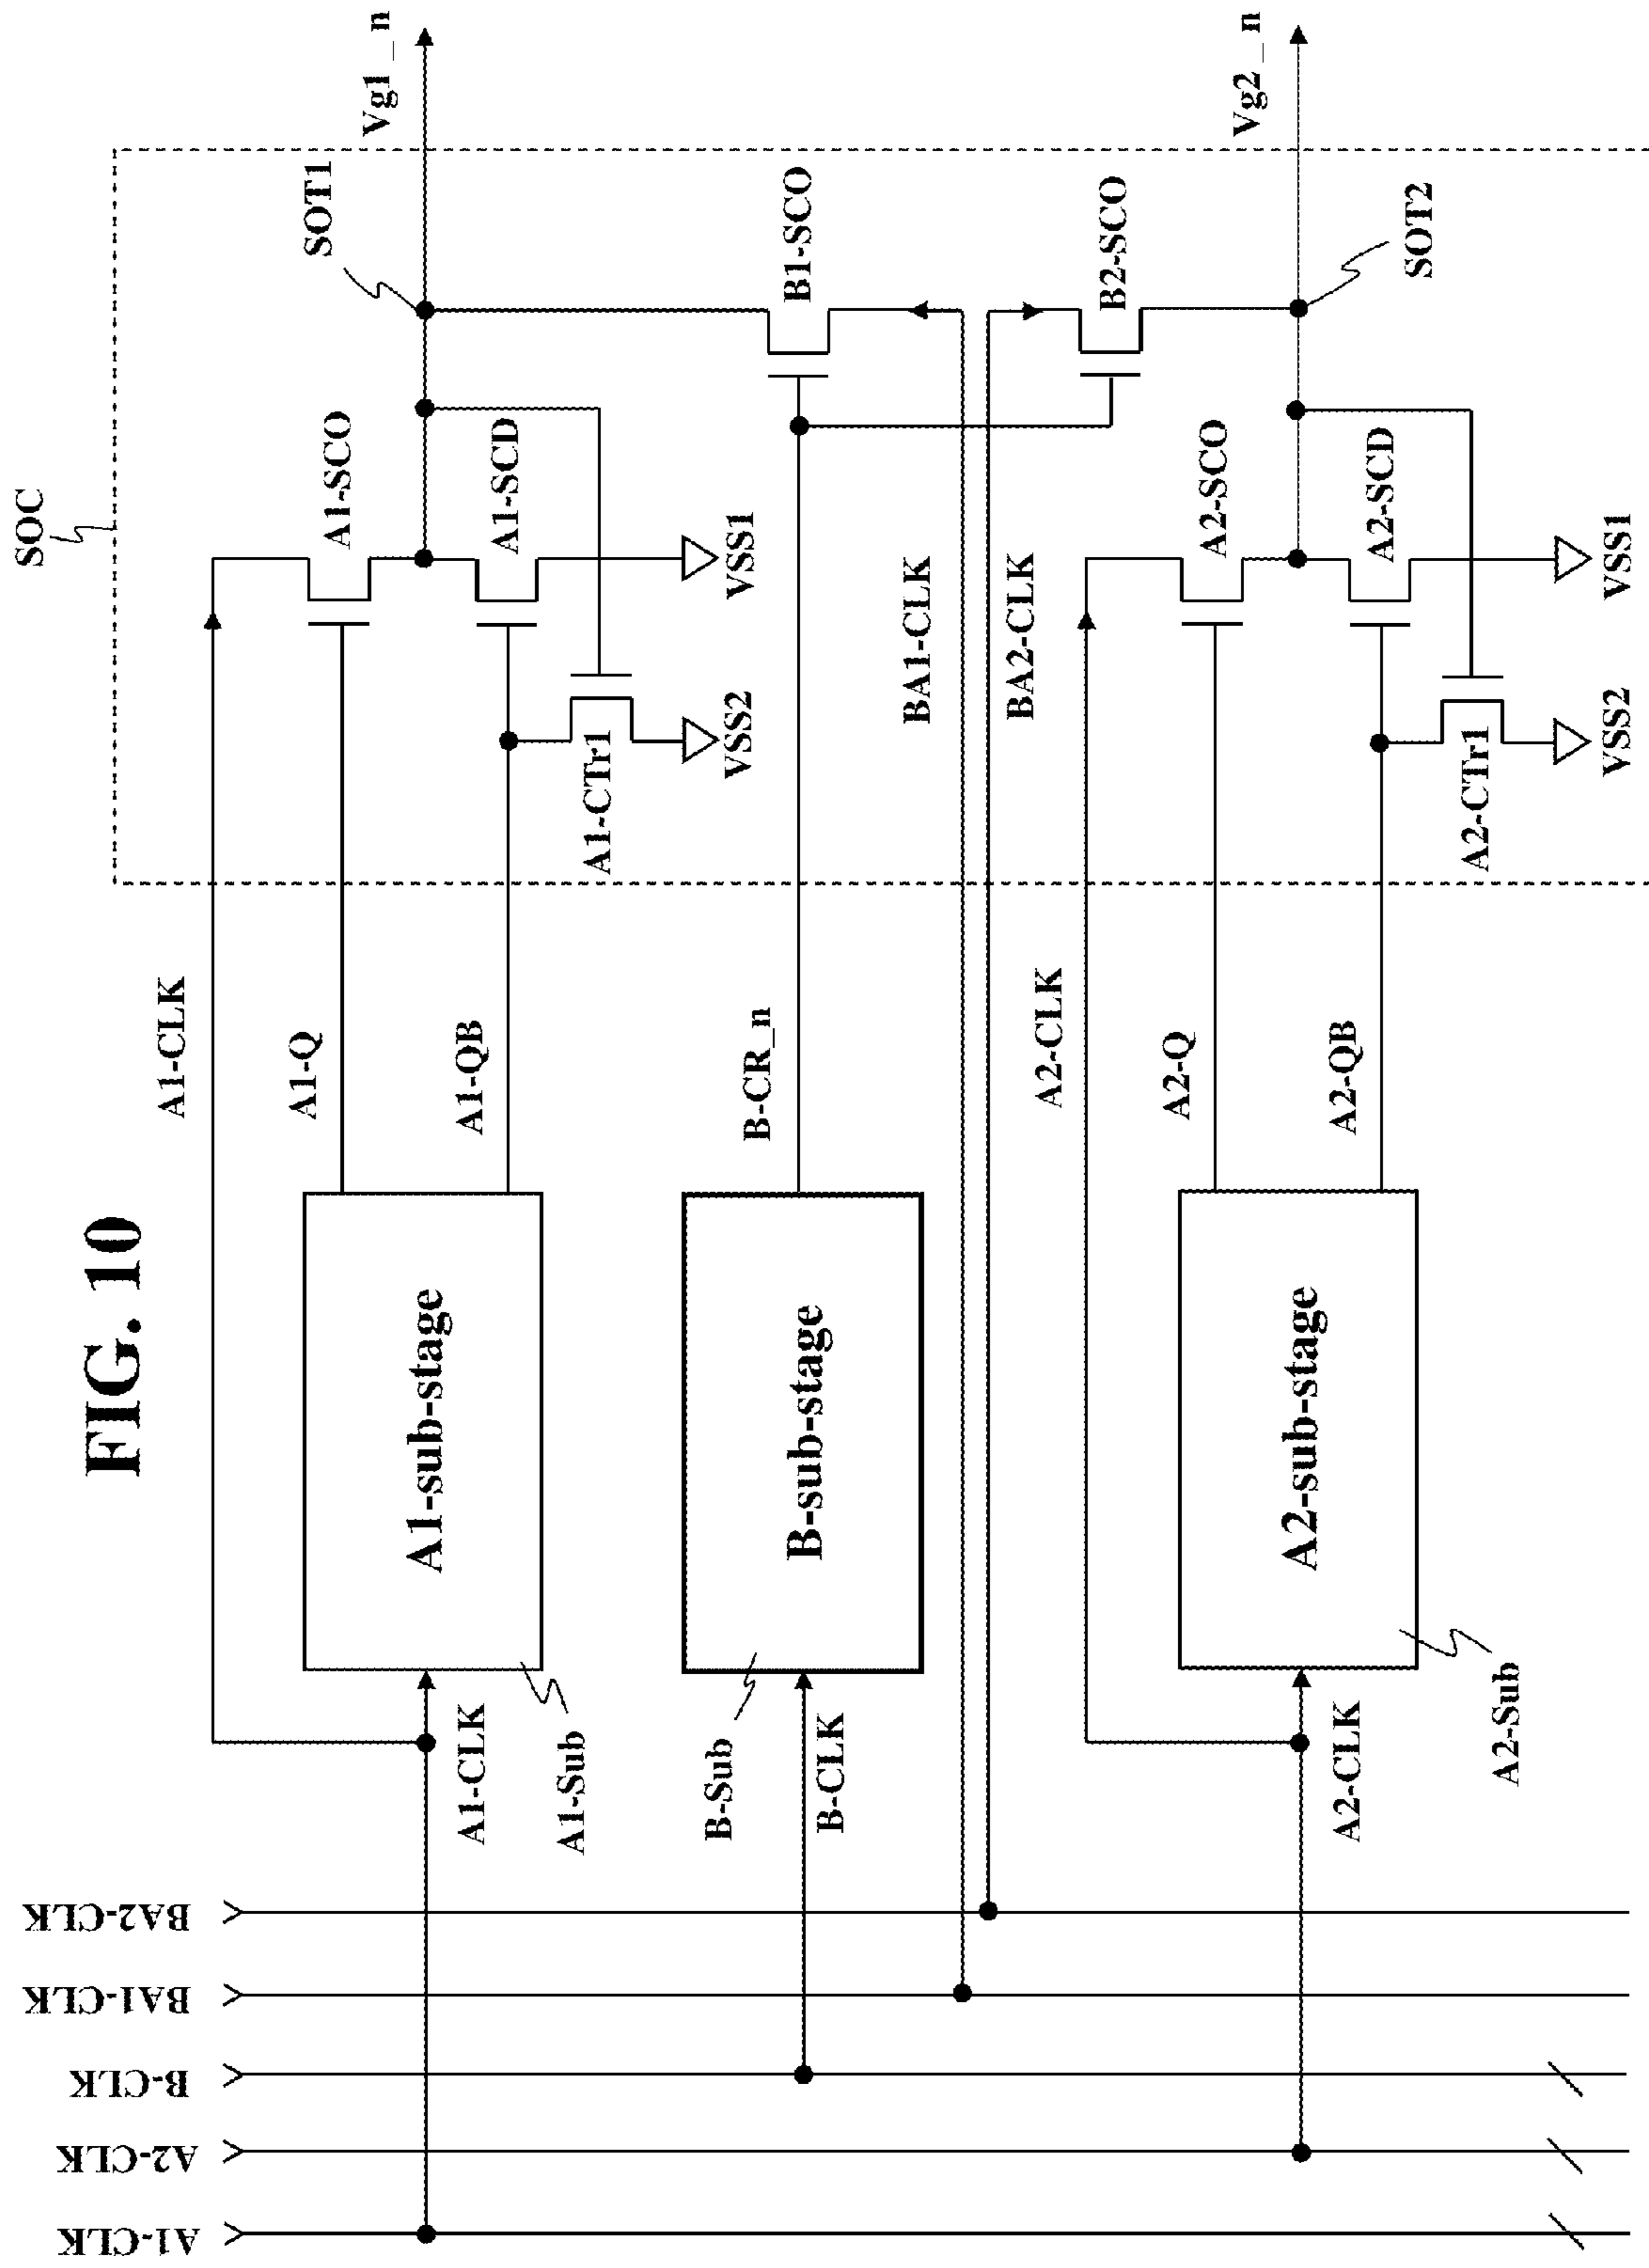 FIG. 10
SOC
A1-CLK
A2-CLK
B-CLK
BA1-CLK
BA2-CLK
A1-CLK
A1-Q
A1-SCO
SOT1
Vg1_n
A1-sub-stage
A1-CLK
A1-QB
A1-SCD
A1-Sub
A1-CTr1
VSS2
VSS1
B-Sub
B-sub-stage
B-CR_n
B1-SCO
B-CLK
BA1-CLK
BA2-CLK
B2-SCO
A2-CLK
A2-Q
A2-SCO
Vg2_n
A2-sub-stage
A2-CLK
A2-QB
A2-SCD
SOT2
A2-Sub
A2-CTr1
VSS2
VSS1